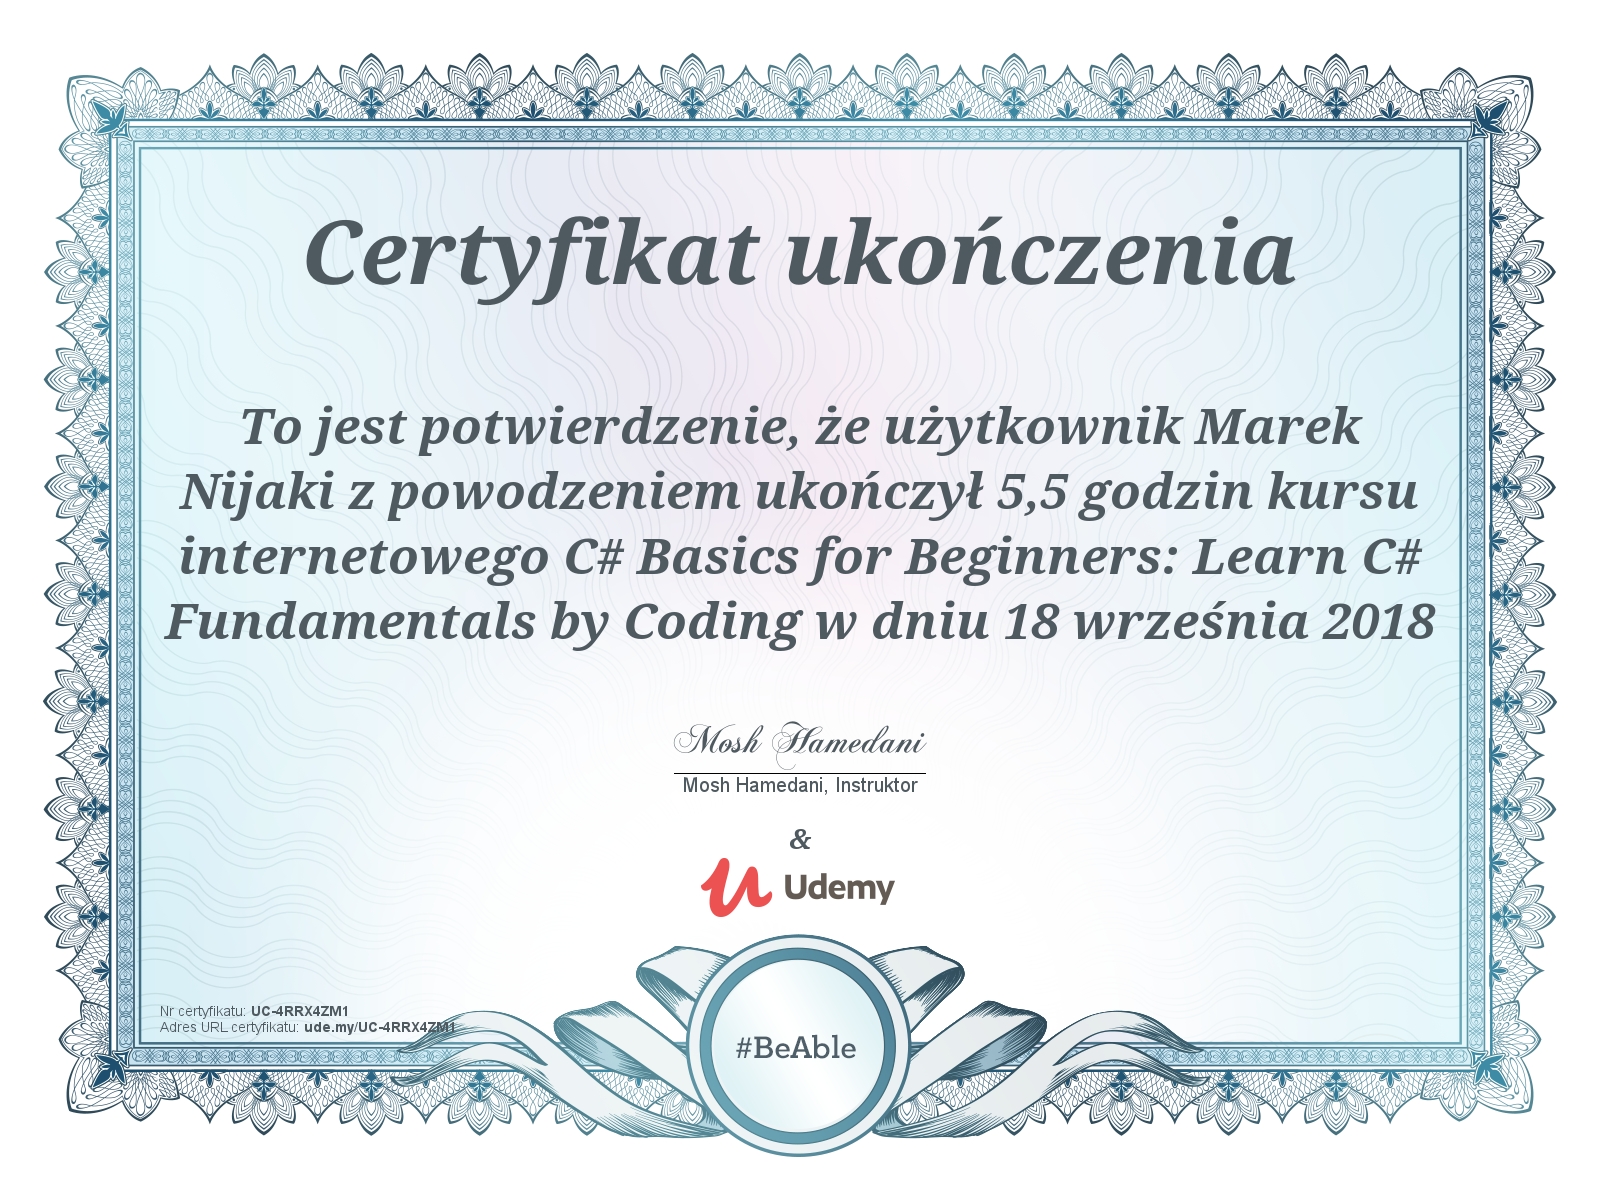 Certyfikat ukończenia
To jest potwierdzenie, że użytkownik Marek
Nijaki z powodzeniem ukończył 5,5 godzin kursu
internetowego C# Basics for Beginners: Learn C#
Fundamentals by Coding w dniu 18 września 2018
Mosh Hamedani
Mosh Hamedani, Instruktor
&
Udemy
Nr certyfikatu: UC-4RRX4ZM1
Adres URL certyfikatu: ude.my/UC-4RRX4ZM1
#BeAble